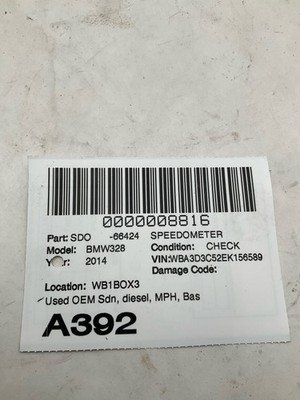 0000008816
Part: SDO -66424 SPEEDOMETER
Model: BMW328 Condition: CHECK
Year: 2014 VIN:WBA3D3C52EK156589
Damage Code:
Location: WB1BOX3
Used OEM Sdn, diesel, MPH, Bas
A392